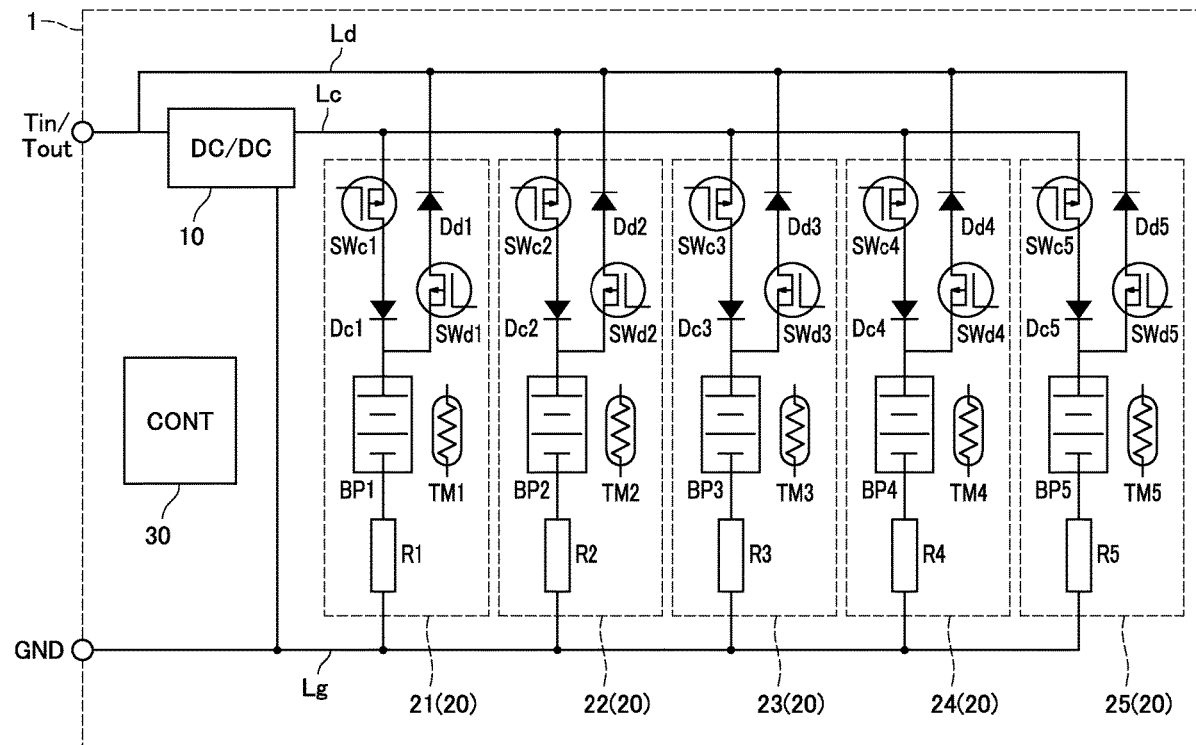 1
Ld
Lc
Tin/
Tout
DC/DC
10
SWc1
Dd1
SWc2
Dd2
SWc3
Dd3
SWc4
Dd4
SWc5
Dd5
Dc1
SWd1
Dc2
SWd2
Dc3
SWd3
Dc4
SWd4
Dc5
SWd5
CONT
30
BP1
TM1
BP2
TM2
BP3
TM3
BP4
TM4
BP5
TM5
R1
R2
R3
R4
R5
GND
Lg
21(20)
22(20)
23(20)
24(20)
25(20)